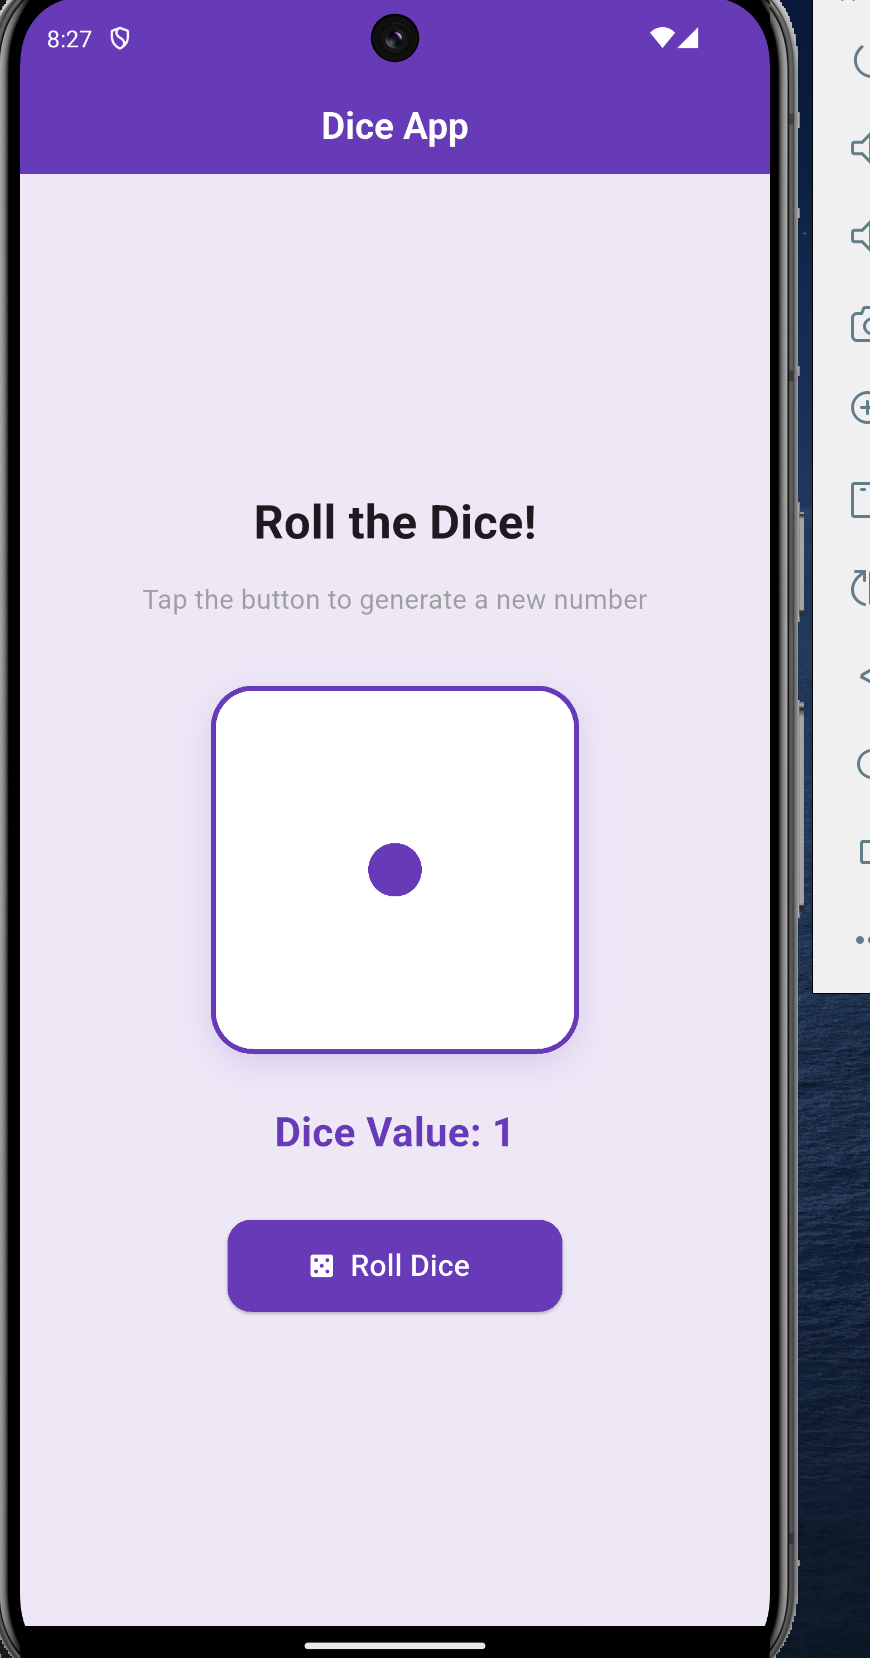 8:27
Dice App
Roll the Dice!
Tap the button to generate a new number
Dice Value: 1
Roll Dice